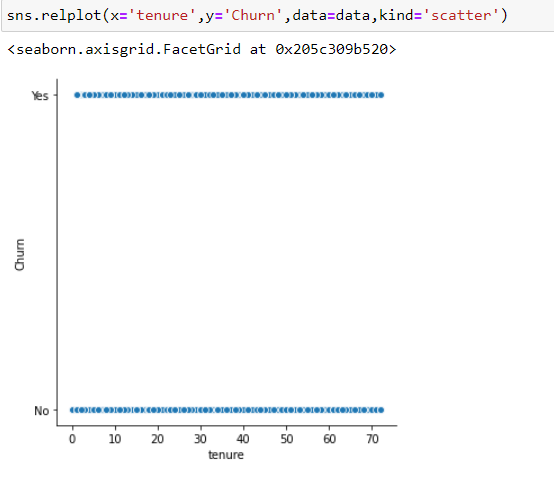 sns.relplot(x='tenure',y='Churn',data=data,kind='scatter')
<seaborn.axisgrid.FacetGrid at 0x205c309b520>
Yes
Churn
No
0 10 20 30 40 50 60 70
tenure